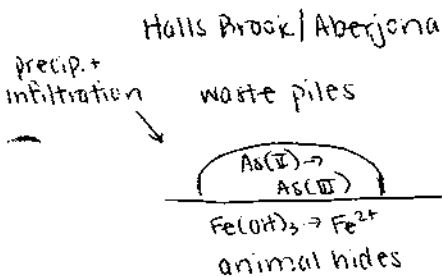 Halls Brook/Aberjona
precip. +
infiltration
waste piles
As(V) →
As(III)
Fe(OH)₃ → Fe²⁺
animal hides